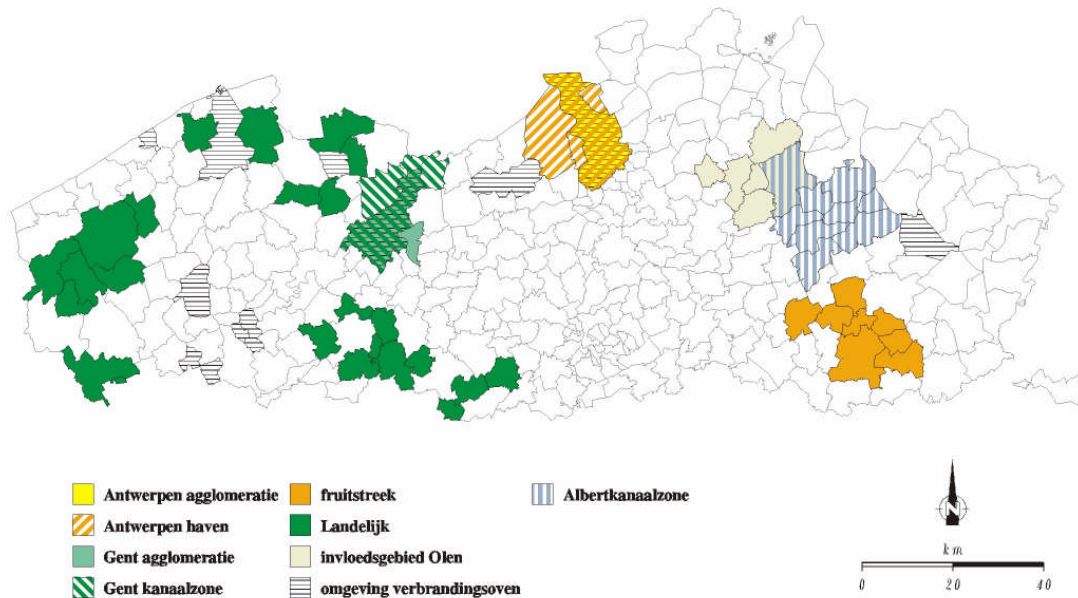 Antwerpen agglomeratie
Antwerpen haven
Gent agglomeratie
Gent kanaalzone
fruitstreek
Landelijk
invloedsgebied Olen
omgeving verbrandingsoven
Albertkanaalzone
N
km
0 20 40